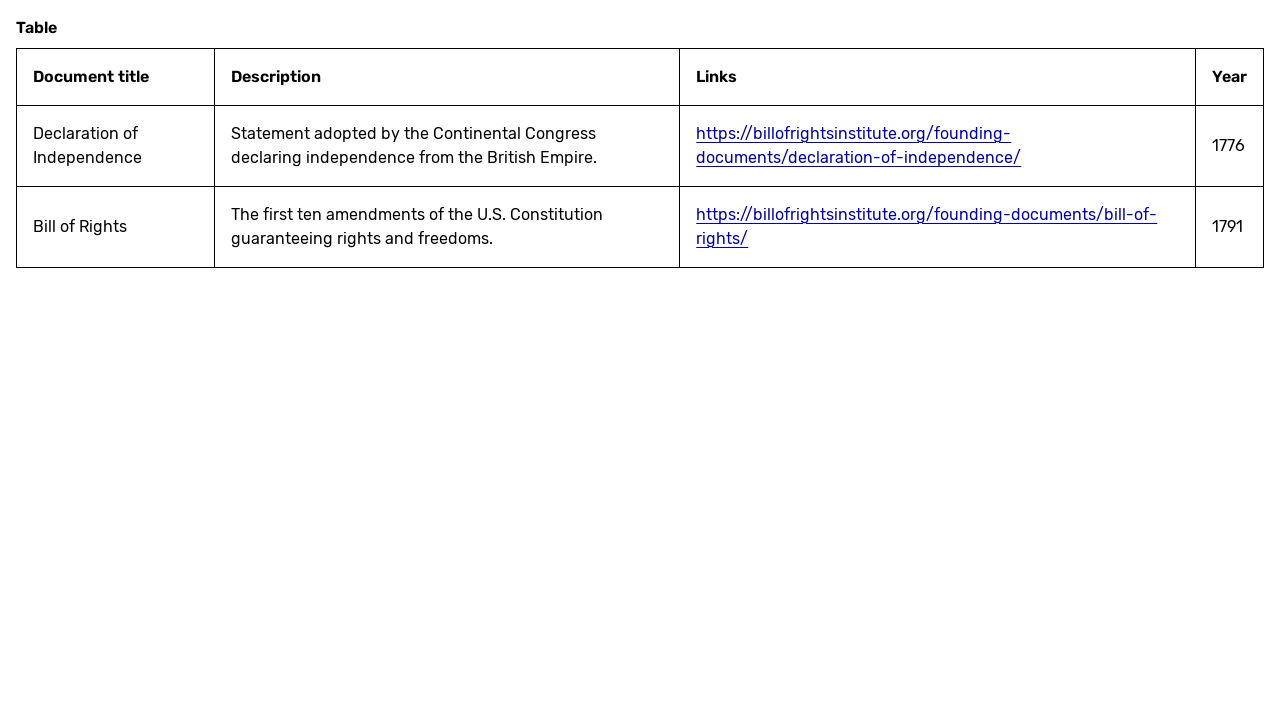 Table
Document title
Description
Links
Year
Declaration of
Independence
Statement adopted by the Continental Congress
declaring independence from the British Empire.
https://billofrightsinstitute.org/founding-
documents/declaration-of-independence/
1776
Bill of Rights
The first ten amendments of the U.S. Constitution
guaranteeing rights and freedoms.
https://billofrightsinstitute.org/founding-documents/bill-of-
rights/
1791